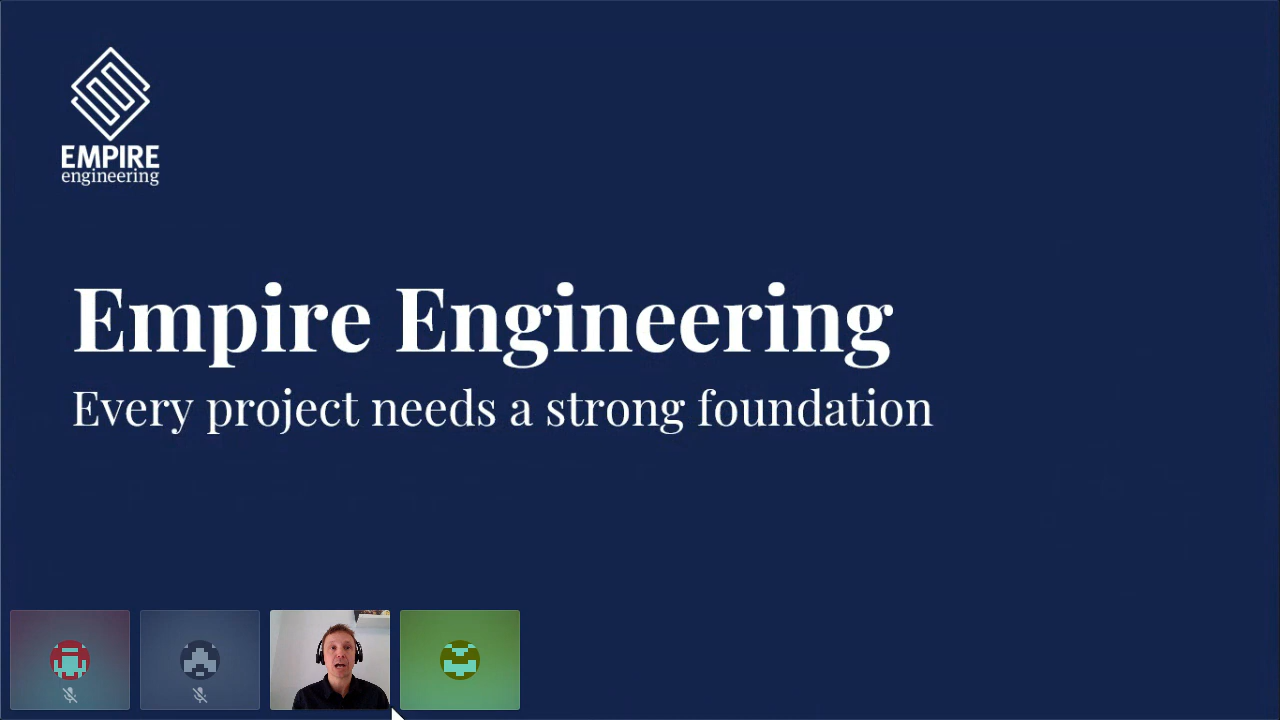 EMPIRE
engineering
Empire Engineering
Every project needs a strong foundation